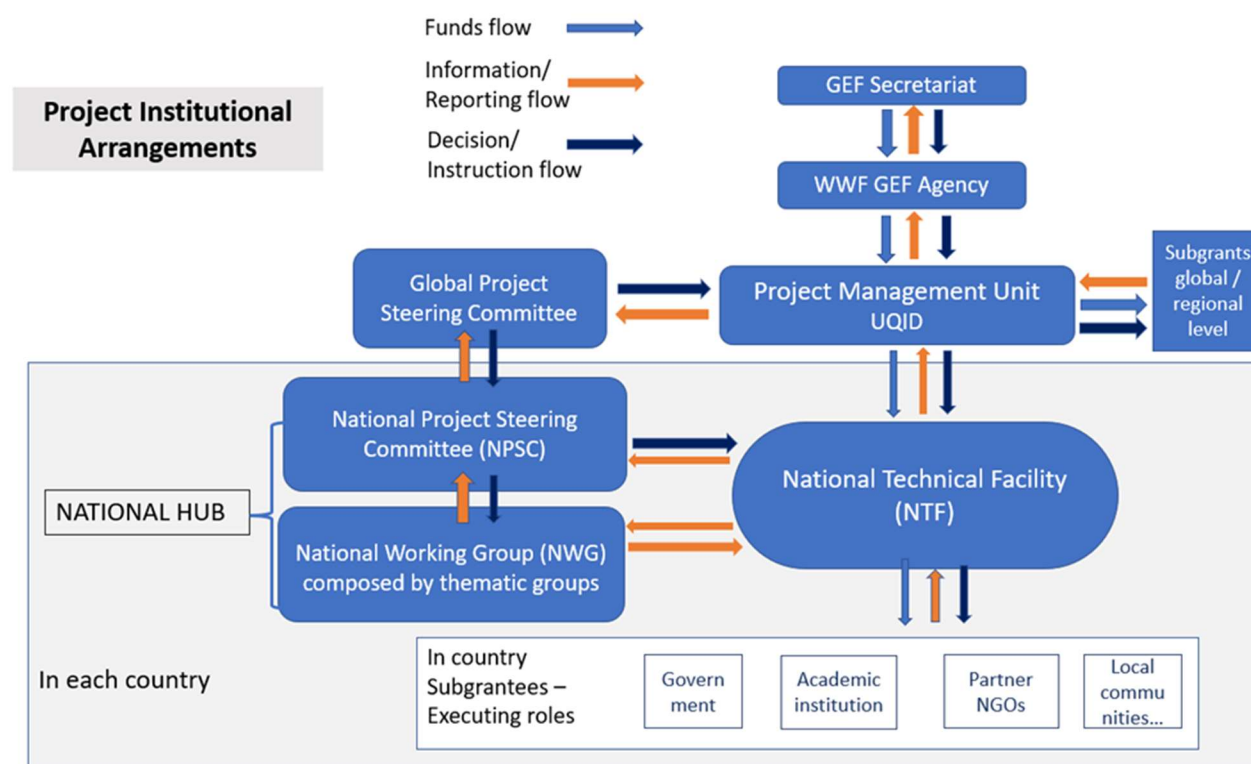 Funds flow
Information/
Reporting flow
Decision/
Instruction flow
Project Institutional
Arrangements
GEF Secretariat
WWF GEF Agency
Global Project
Steering Committee
Project Management Unit
UQID
Subgrants
global /
regional
level
National Project Steering
Committee (NPSC)
National Technical Facility
(NTF)
NATIONAL HUB
National Working Group (NWG)
composed by thematic groups
In each country
In country
Subgrantees –
Executing roles
Govern
ment
Academic
institution
Partner
NGOs
Local
commu
nities...